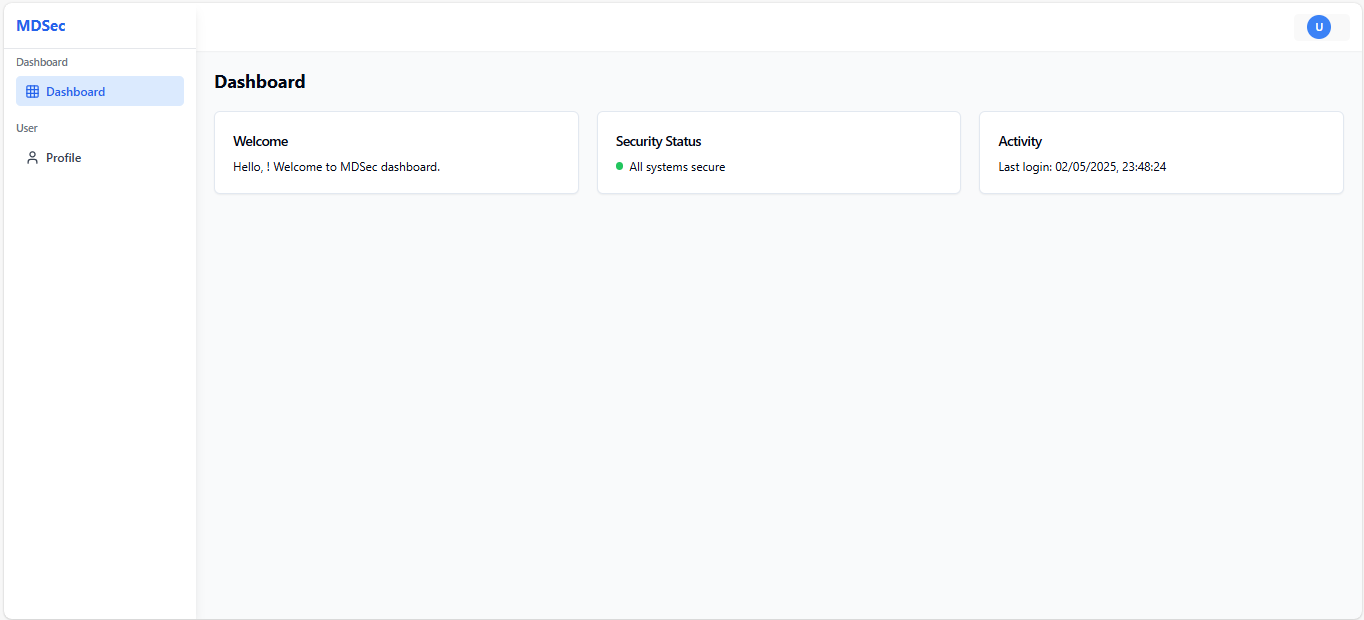 MDSec
U
Dashboard
Dashboard
User
Profile
Dashboard
Welcome
Hello, ! Welcome to MDSec dashboard.
Security Status
All systems secure
Activity
Last login: 02/05/2025, 23:48:24